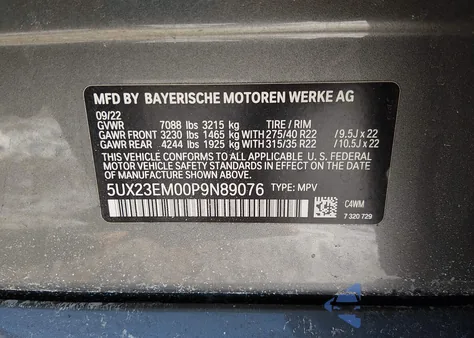 MFD BY BAYERISCHE MOTOREN WERKE AG
09/22
GVWR 7088 lbs 3215 kg TIRE / RIM
GAWR FRONT 3230 lbs 1465 kg WITH 275/40 R22 / 9.5J x 22
GAWR REAR 4244 lbs 1925 kg WITH 315/35 R22 / 10.5J x 22
THIS VEHICLE CONFORMS TO ALL APPLICABLE U. S. FEDERAL
MOTOR VEHICLE SAFETY STANDARDS IN EFFECT ON THE DATE OF
MANUFACTURE SHOWN ABOVE.
5UX23EM00P9N89076 TYPE: MPV
C4WM
7 320 729